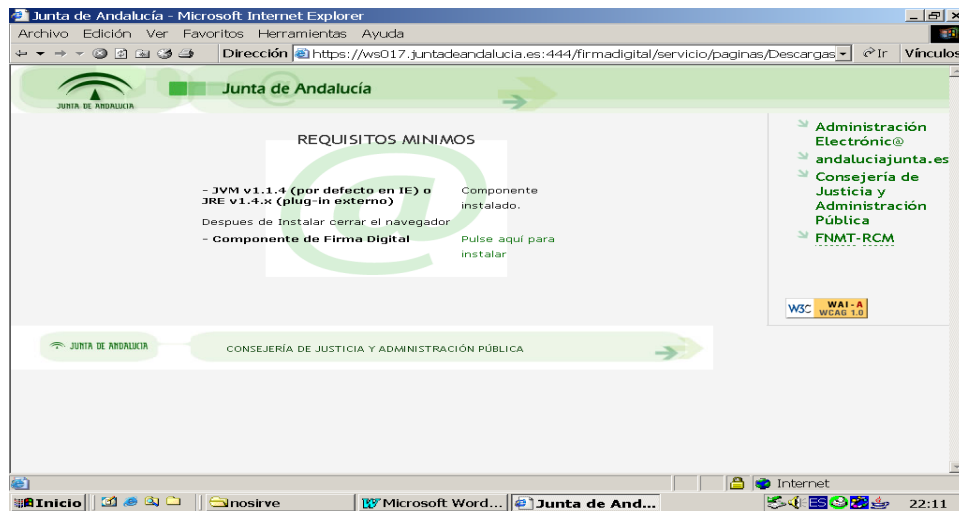 Junta de Andalucía - Microsoft Internet Explorer
Archivo Edición Ver Favoritos Herramientas Ayuda
Dirección https://ws017.juntadeandalucia.es:444/firmadigital/servicio/paginas/Descargas Ir Vínculos
JUNTA DE ANDALUCIA
Junta de Andalucía
REQUISITOS MINIMOS
- JVM v1.1.4 (por defecto en IE) o
JRE v1.4.x (plug-in externo)
Componente
instalado.
Despues de Instalar cerrar el navegador
- Componente de Firma Digital
Pulse aquí para
instalar
Administración
Electrónic@
andaluciajunta.es
Consejería de
Justicia y
Administración
Pública
FNMT-RCM
W3C WAI-A
WCAG 1.0
JUNTA DE ANDALUCIA
CONSEJERÍA DE JUSTICIA Y ADMINISTRACIÓN PÚBLICA
Internet
Inicio nosirve Microsoft Word... Junta de And... ES 22:11